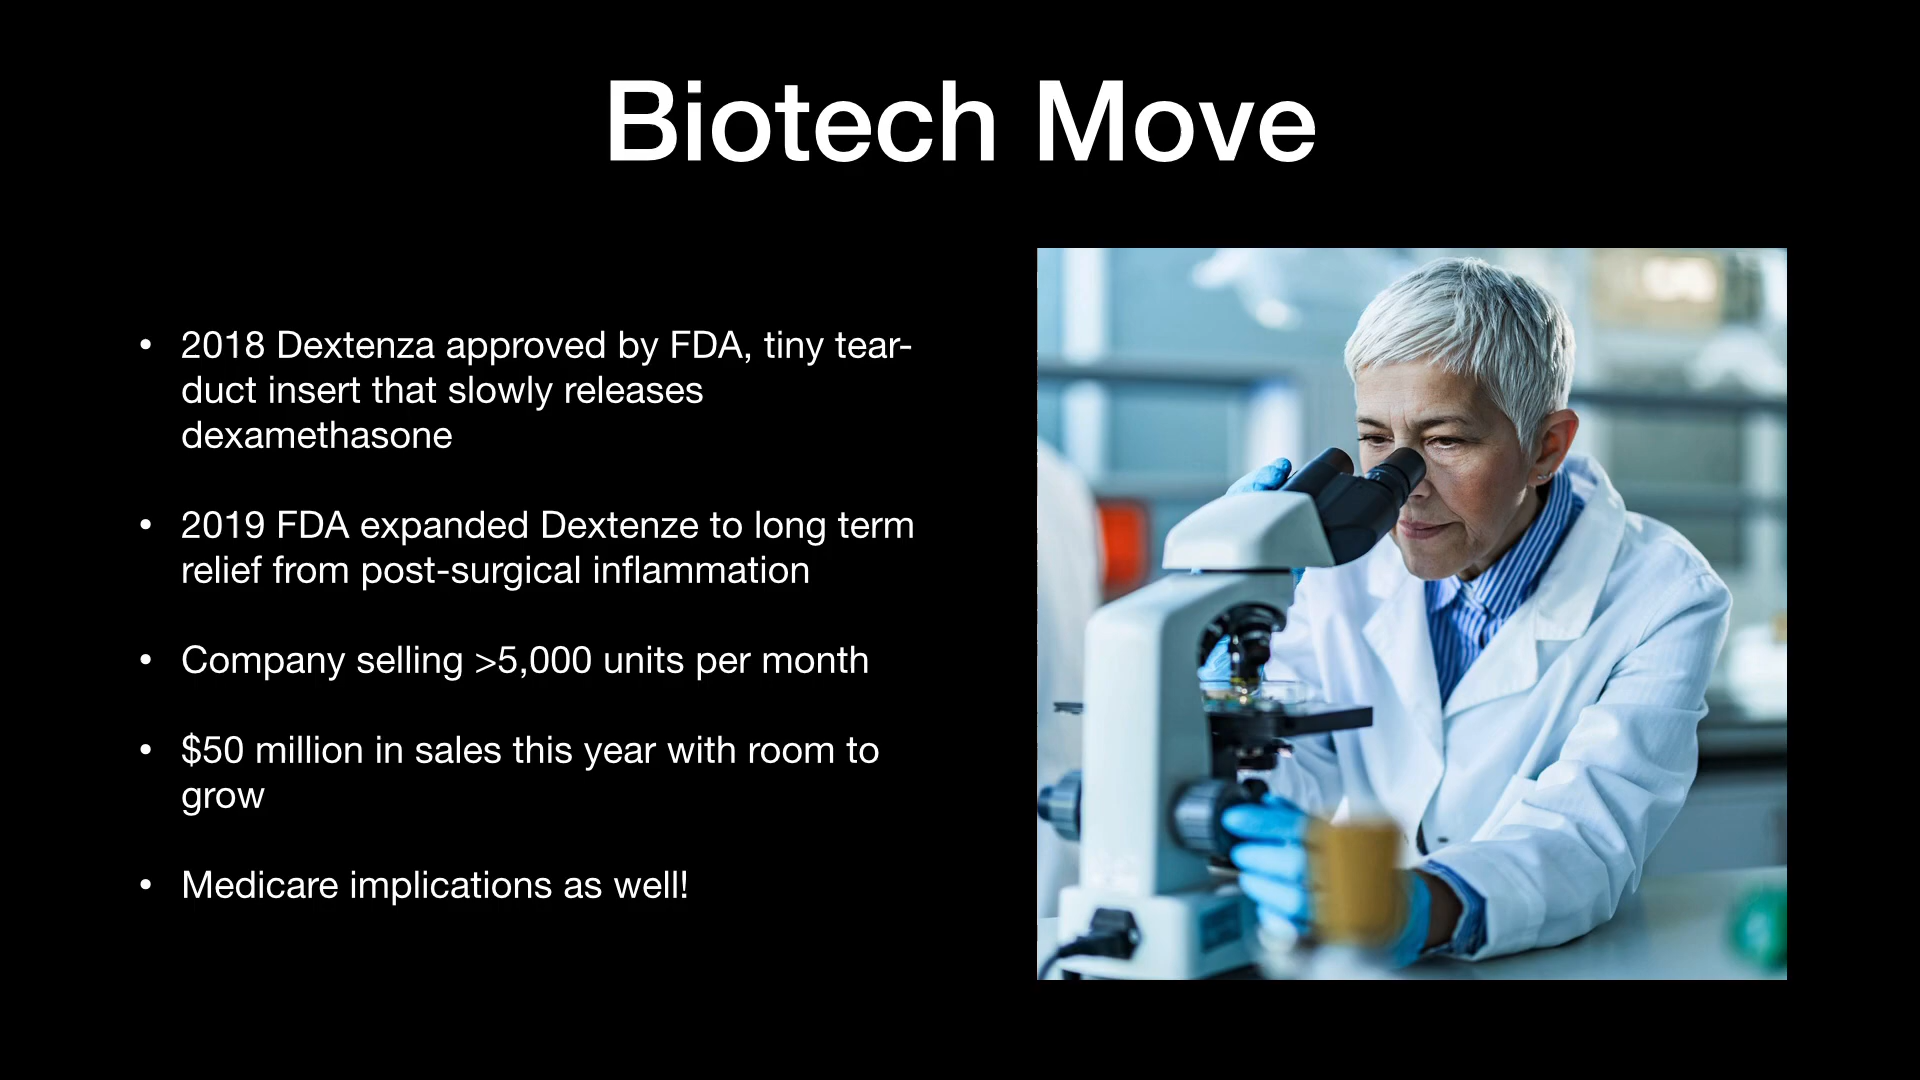 Biotech Move
• 2018 Dextenza approved by FDA, tiny tear-
duct insert that slowly releases
dexamethasone
• 2019 FDA expanded Dextenze to long term
relief from post-surgical inflammation
• Company selling >5,000 units per month
• $50 million in sales this year with room to
grow
• Medicare implications as well!